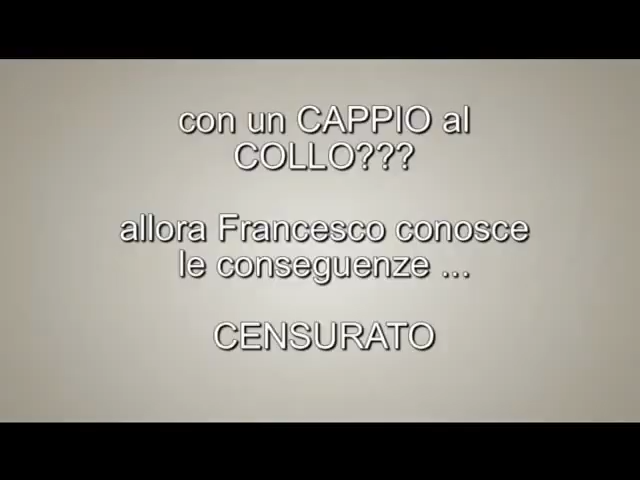 con un CAPPIO al
COLLO???
allora Francesco conosce
le conseguenze ...
CENSURATO